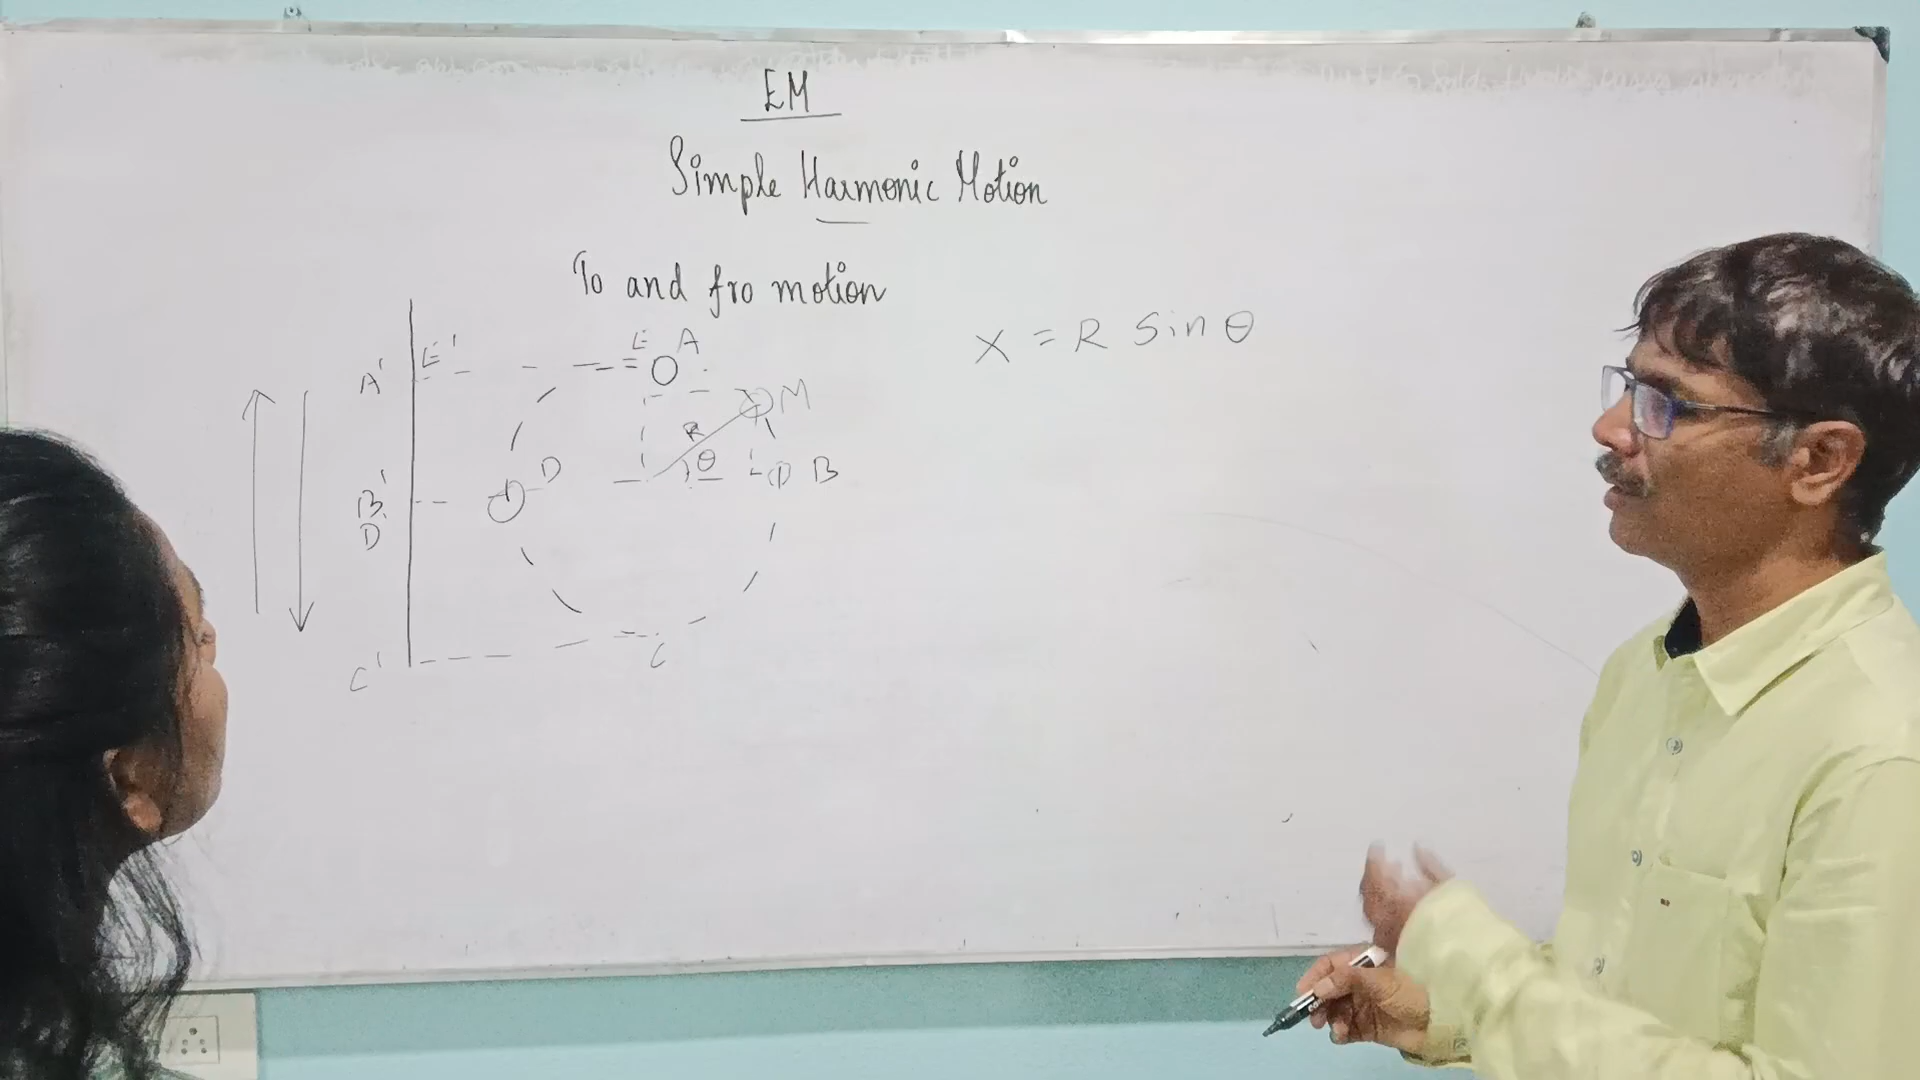 EM
Simple Harmonic Motion
To and fro motion
X = R Sin θ
E A
A' E'
M
R
θ
D
B
B'
D
C
C'